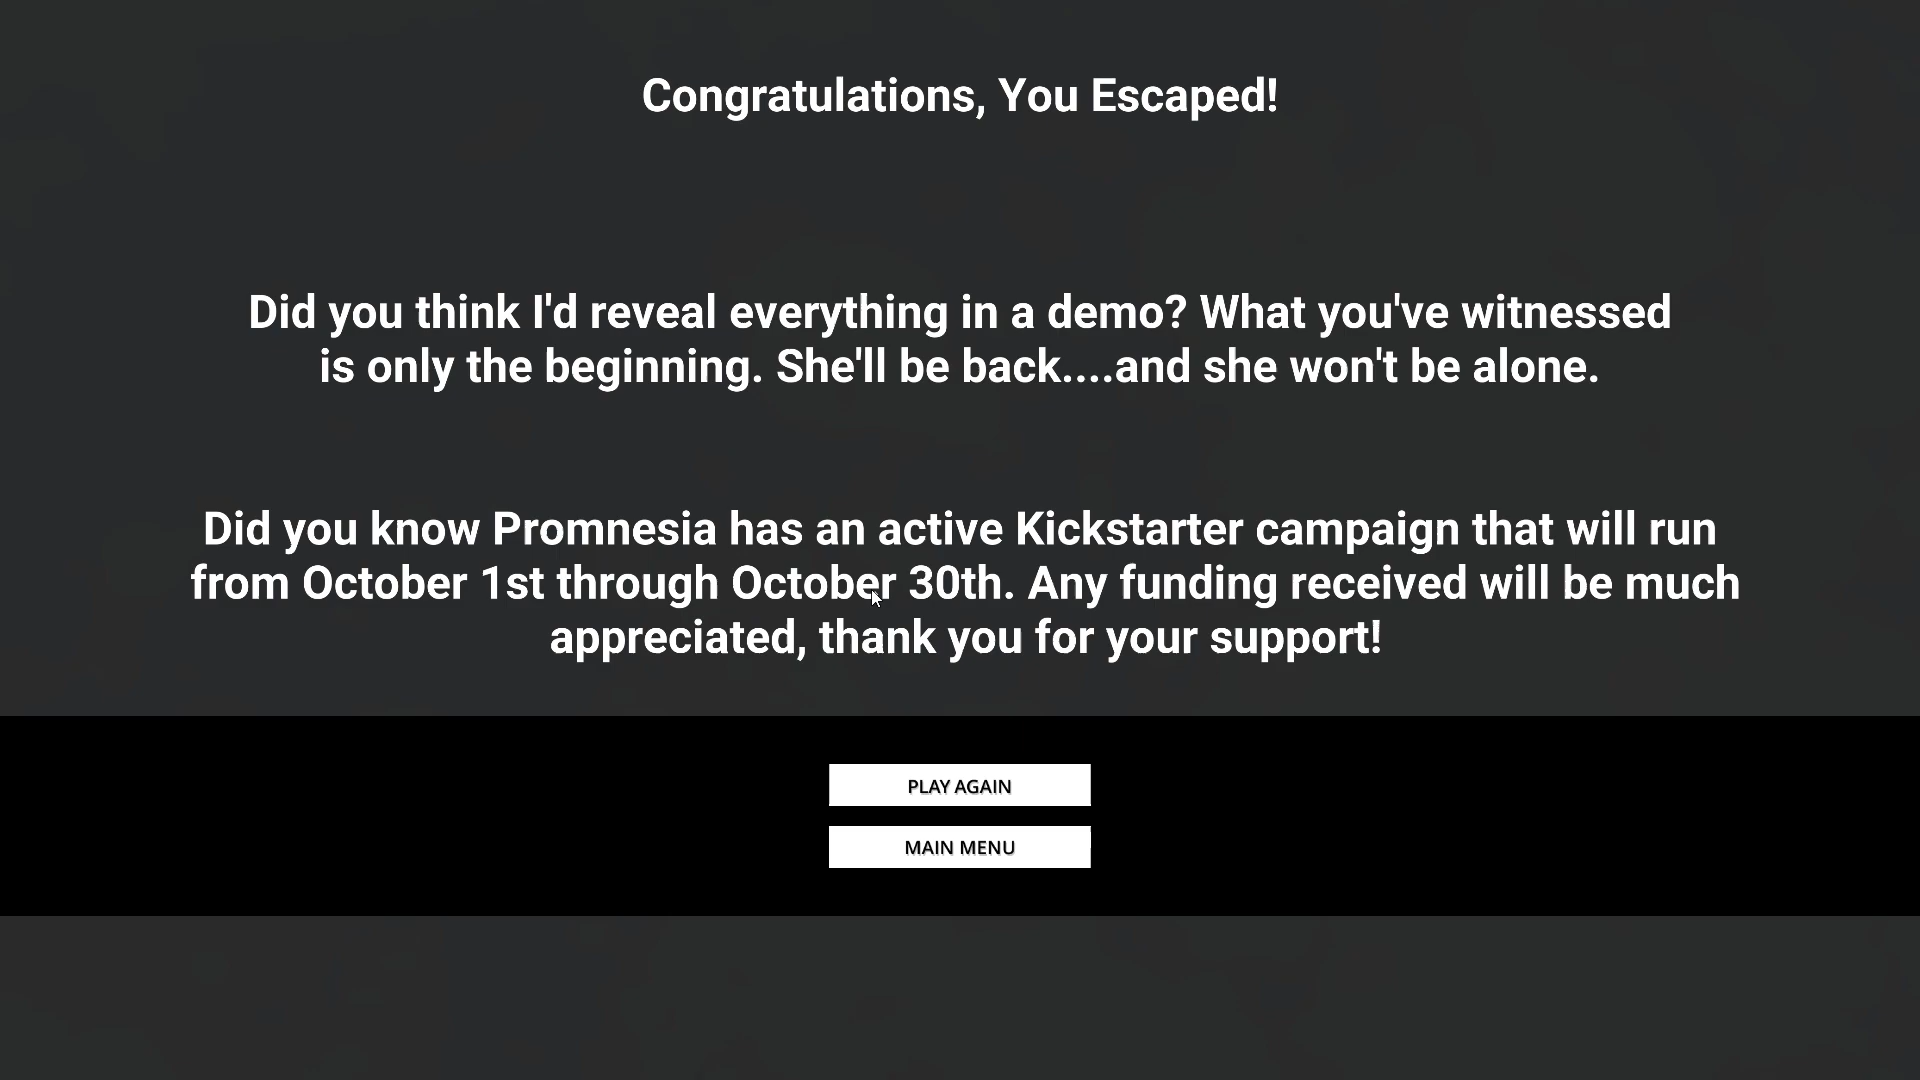 Congratulations, You Escaped!
Did you think I'd reveal everything in a demo? What you've witnessed
is only the beginning. She'll be back....and she won't be alone.
Did you know Promnesia has an active Kickstarter campaign that will run
from October 1st through October 30th. Any funding received will be much
appreciated, thank you for your support!
PLAY AGAIN
MAIN MENU